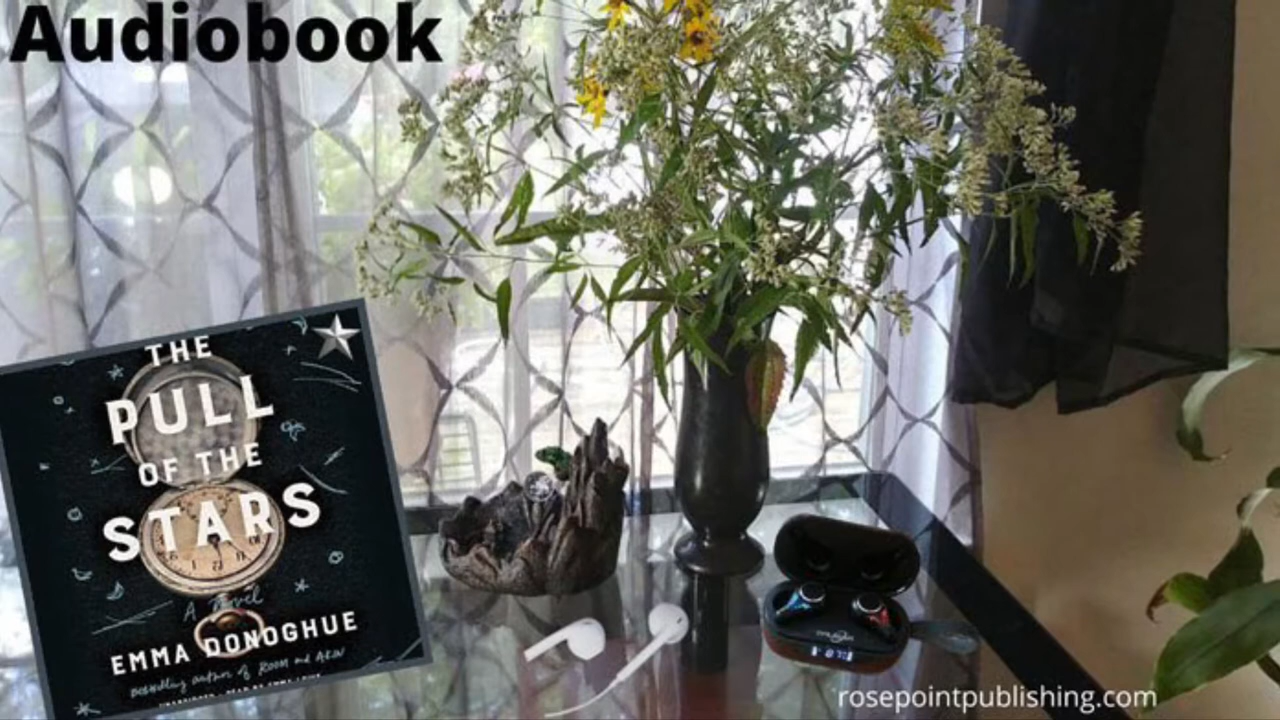 Audiobook
THE
PULL
OF THE
STARS
A Novel
EMMA DONOGHUE
bestselling author of ROOM and AKIN
rosepointpublishing.com